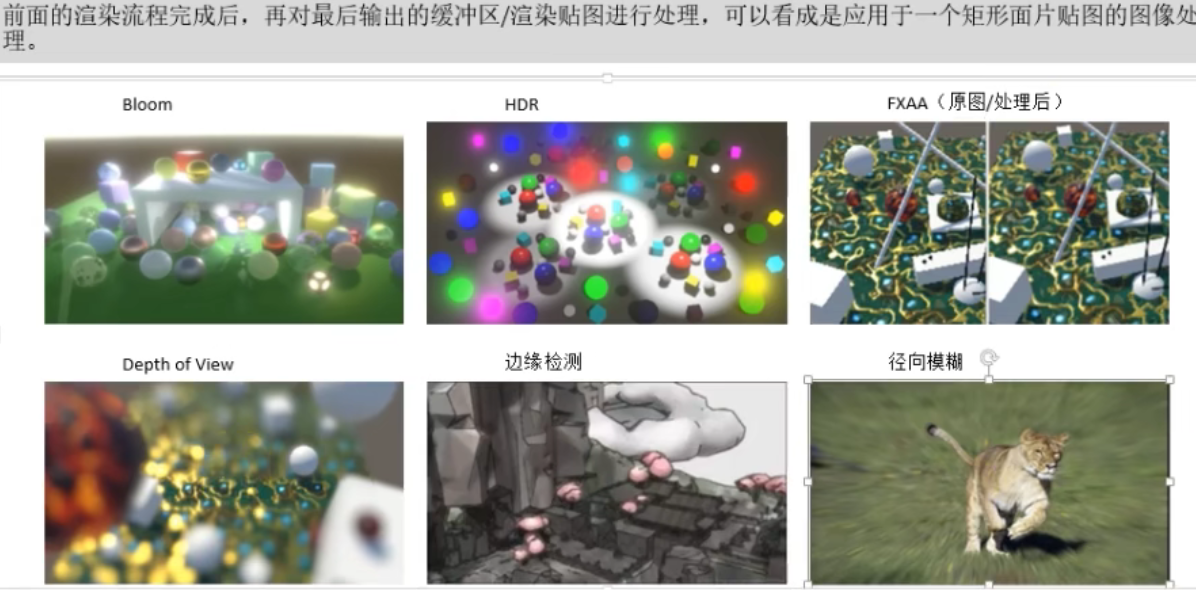 前面的渲染流程完成后，再对最后输出的缓冲区/渲染贴图进行处理，可以看成是应用于一个矩形面片贴图的图像处
理。
Bloom
HDR
FXAA（原图/处理后）
Depth of View
边缘检测
径向模糊